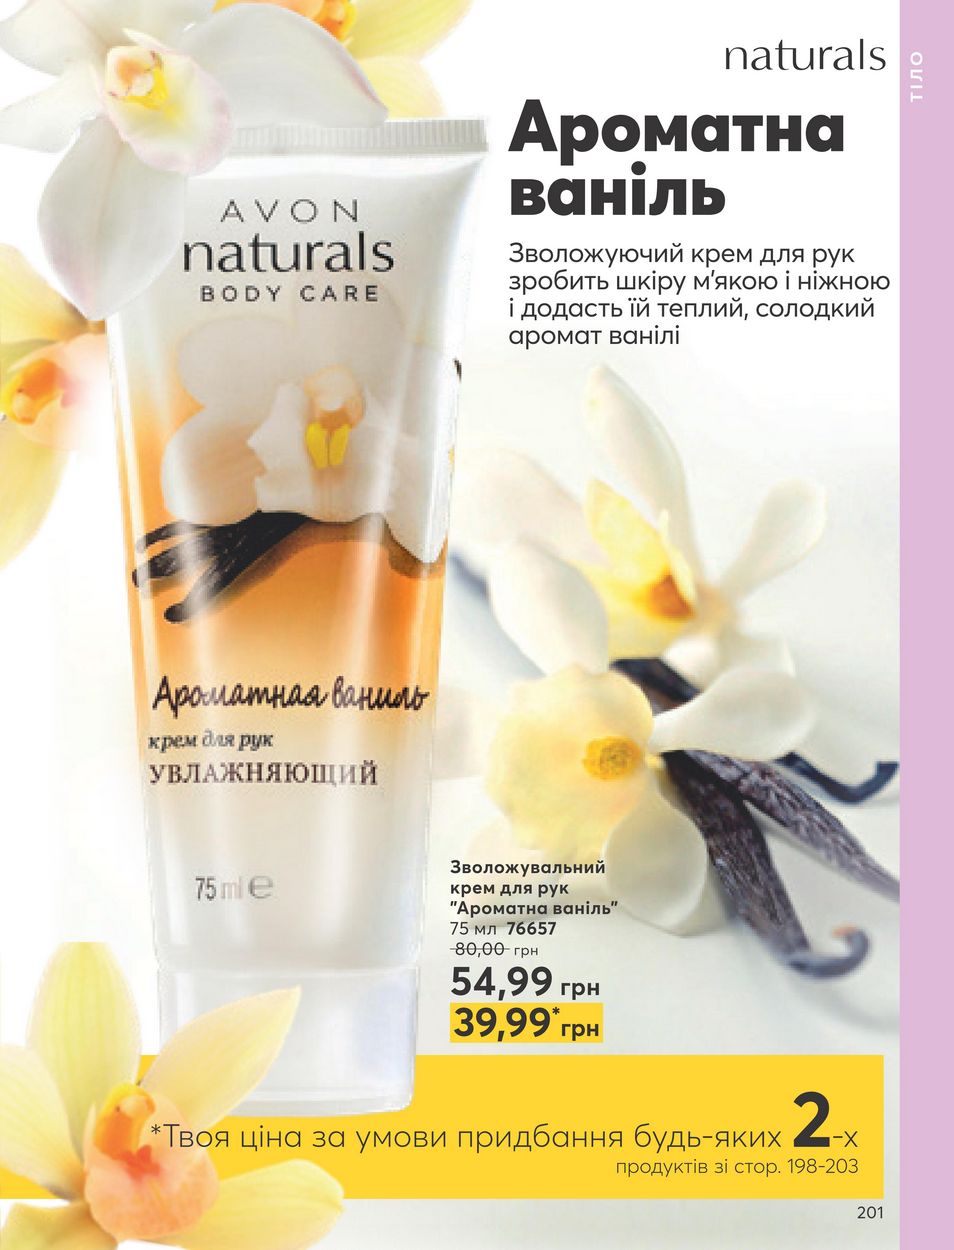 naturals
ТІЛО
Ароматна
ваніль
Зволожуючий крем для рук
зробить шкіру м'якою і ніжною
і додасть їй теплий, солодкий
аромат ванілі
AVON
naturals
BODY CARE
Ароматная ваниль
крем для рук
УВЛАЖНЯЮЩИЙ
75 ml e
Зволожувальний
крем для рук
"Ароматна ваніль"
75 мл 76657
80,00 грн
54,99 грн
39,99* грн
*Твоя ціна за умови придбання будь-яких 2-х
продуктів зі стор. 198-203
201